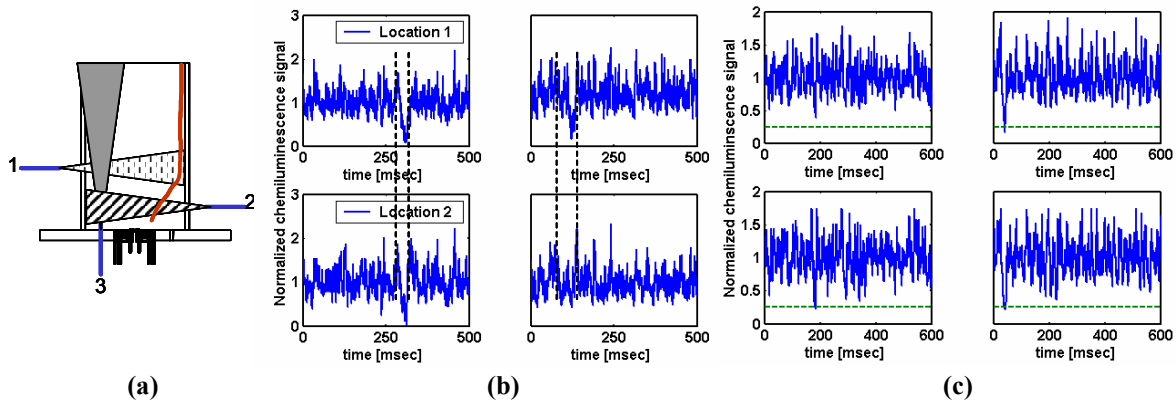 1
2
3
(a)
Normalized chemiluminescence signal
3
2
1
0
Location 1
0 250 500
time [msec]
0 250 500
time [msec]
3
2
1
0
Location 2
0 250 500
time [msec]
0 250 500
time [msec]
(b)
Normalized chemiluminscence signal
2
1.5
1
0.5
0
0 200 400 600
time [msec]
0 200 400 600
time [msec]
2
1.5
1
0.5
0
0 200 400 600
time [msec]
0 200 400 600
time [msec]
(c)